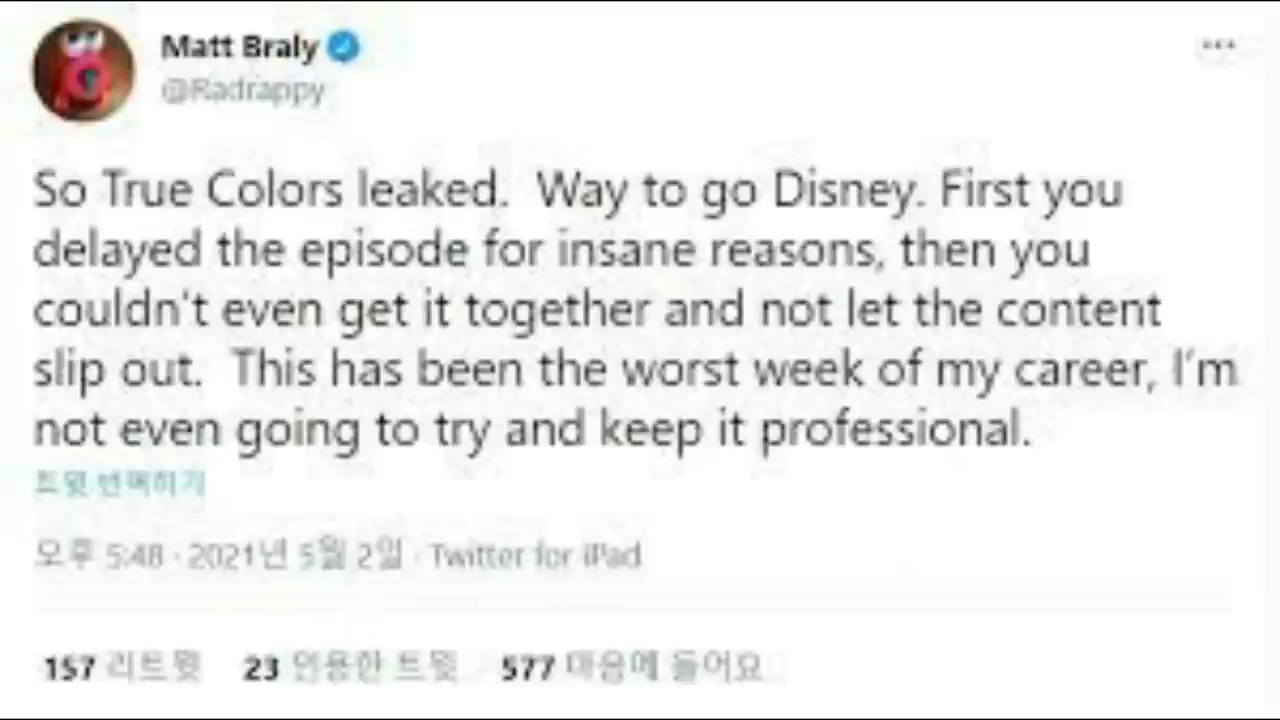 Matt Braly
@Radrappy
So True Colors leaked. Way to go Disney. First you
delayed the episode for insane reasons, then you
couldn't even get it together and not let the content
slip out. This has been the worst week of my career, I'm
not even going to try and keep it professional.
트윗 번역하기
오후 5:48 · 2021년 5월 2일 · Twitter for iPad
157 리트윗 23 인용한 트윗 577 마음에 들어요